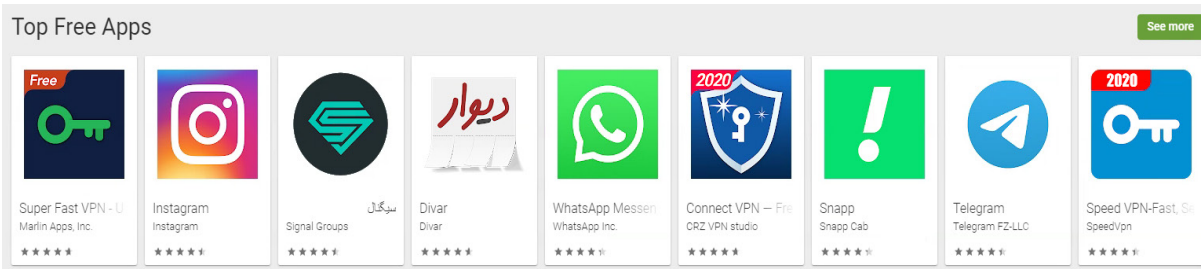 Top Free Apps
See more
Free
Super Fast VPN - U
Marlin Apps, Inc.
Instagram
Instagram
سیگنال
Signal Groups
دیوار
Divar
Divar
WhatsApp Messen
WhatsApp Inc.
2020
Connect VPN — Fre
CRZ VPN studio
Snapp
Snapp Cab
Telegram
Telegram FZ-LLC
2020
Speed VPN-Fast, Se
SpeedVpn